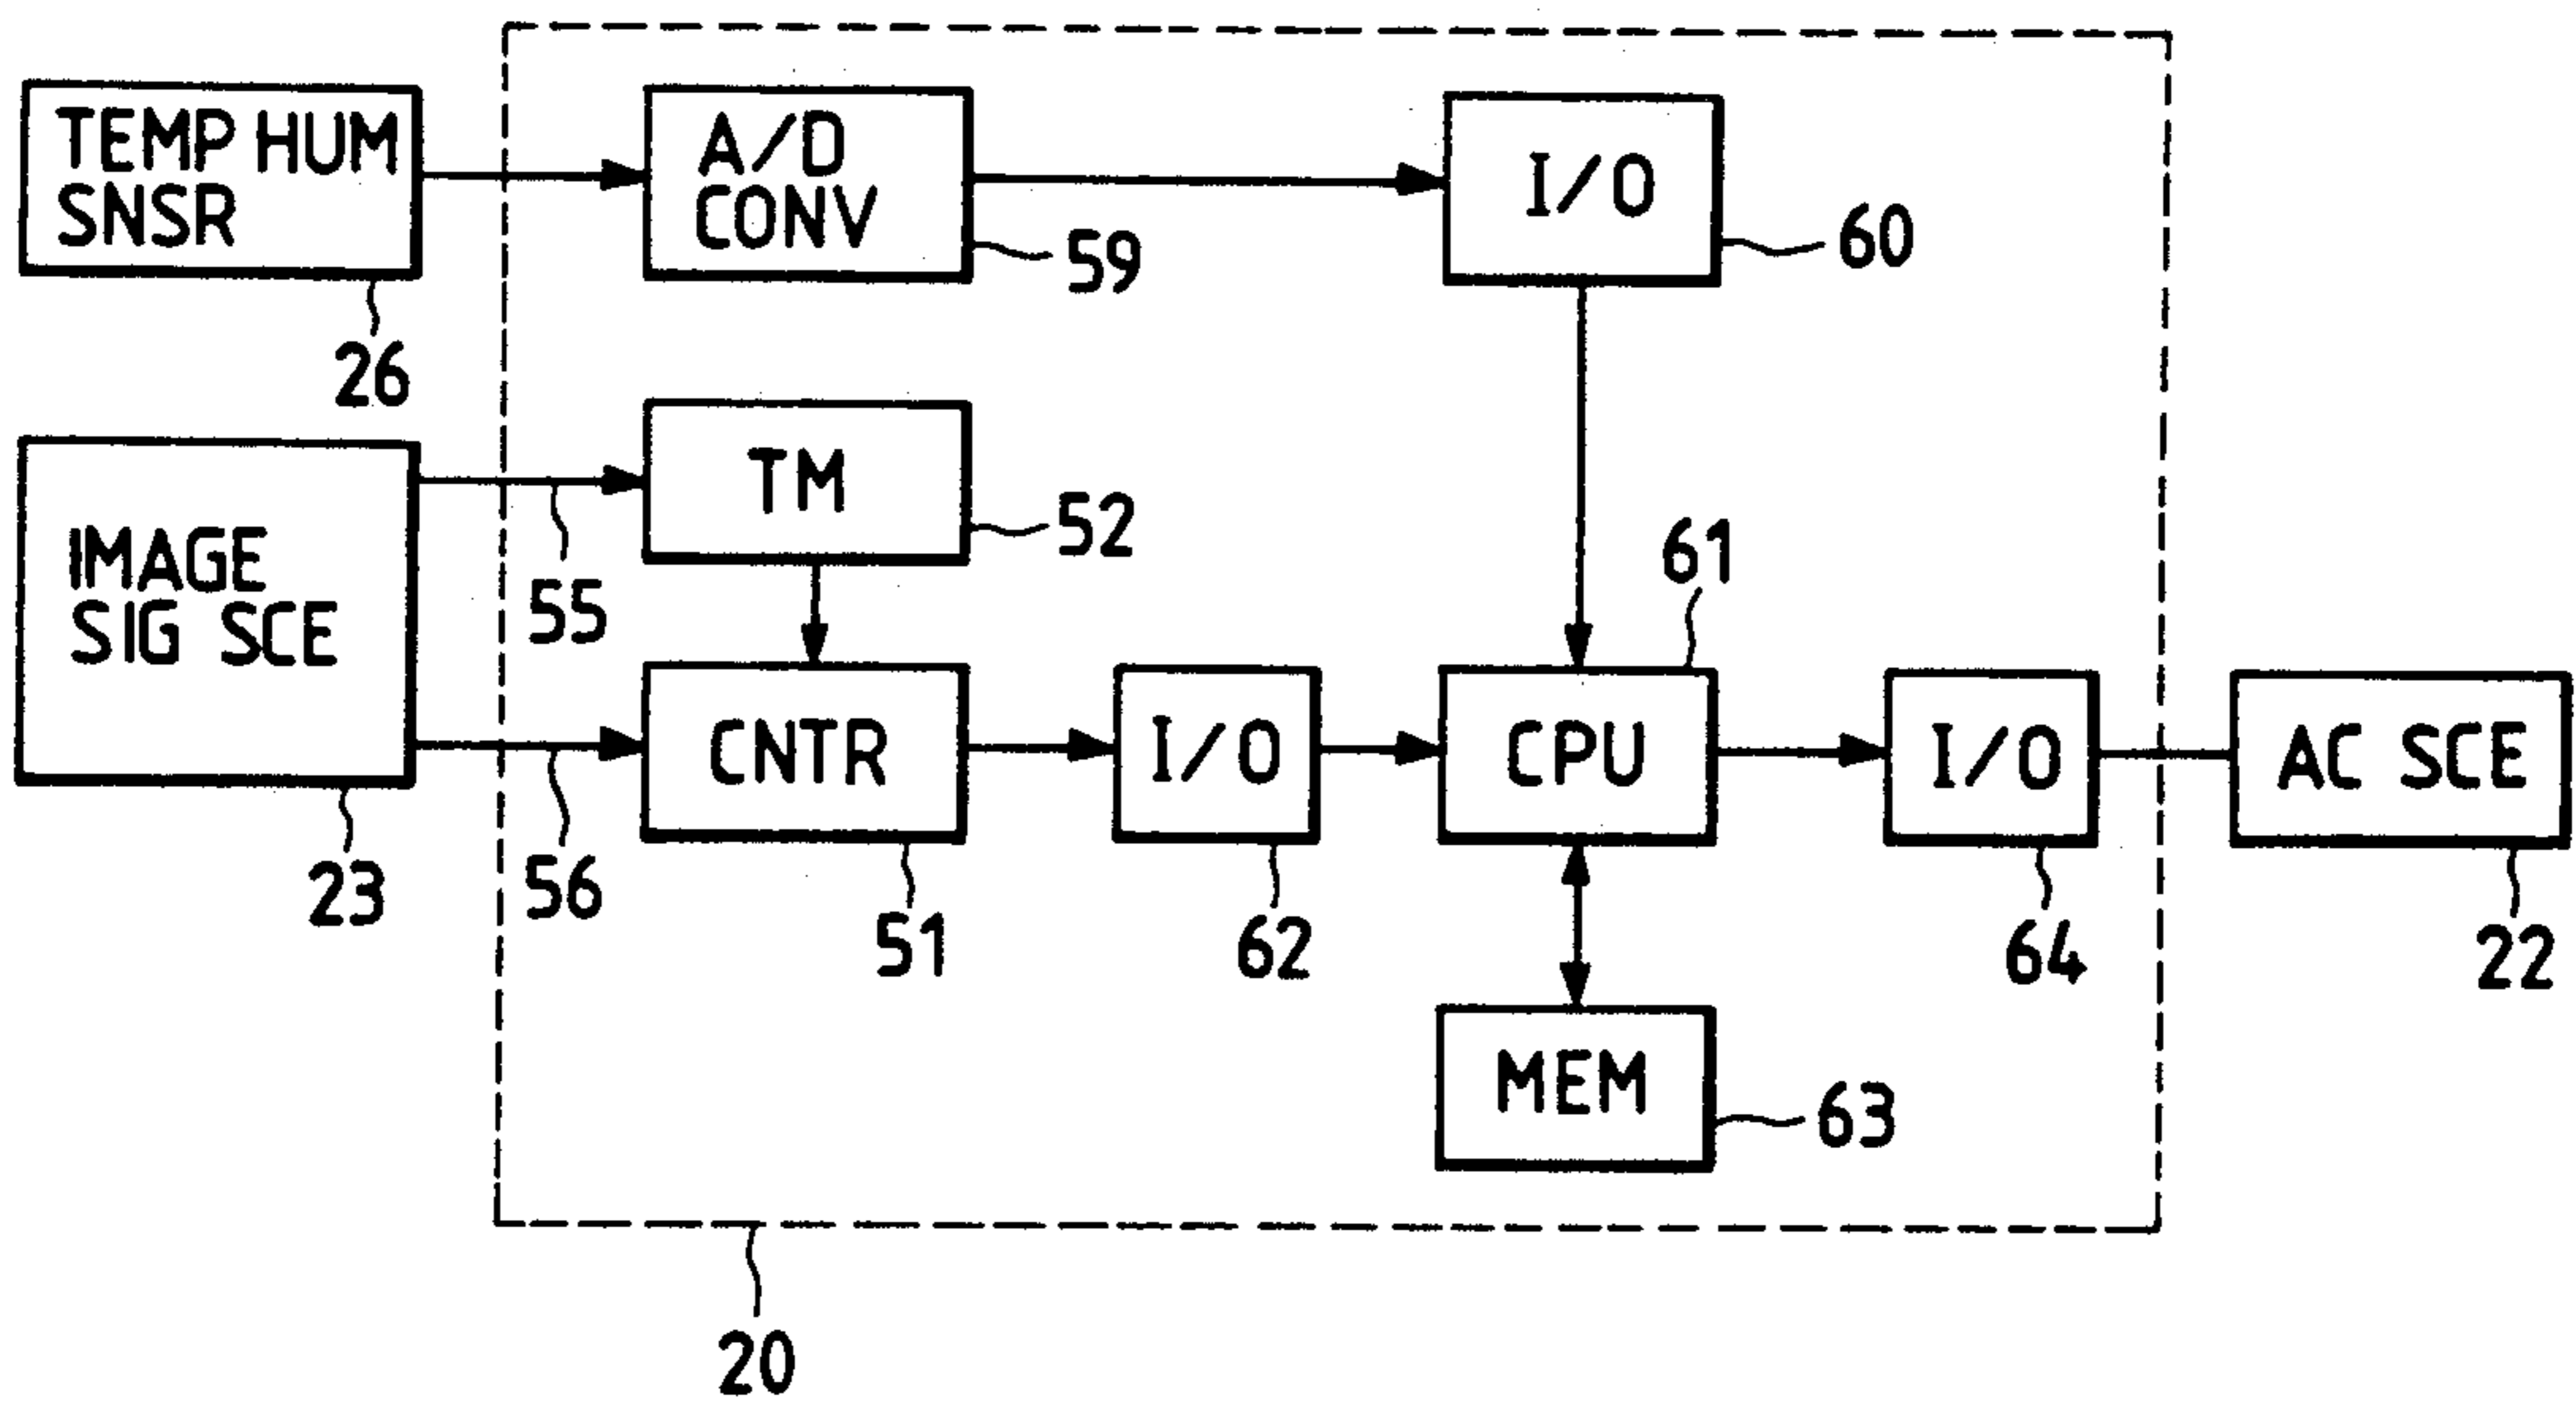 TEMP HUM
SNSR
26
A/D
CONV
59
I/O
60
IMAGE
SIG SCE
23
55
56
TM
52
CNTR
51
I/O
62
CPU
61
I/O
64
AC SCE
22
MEM
63
20